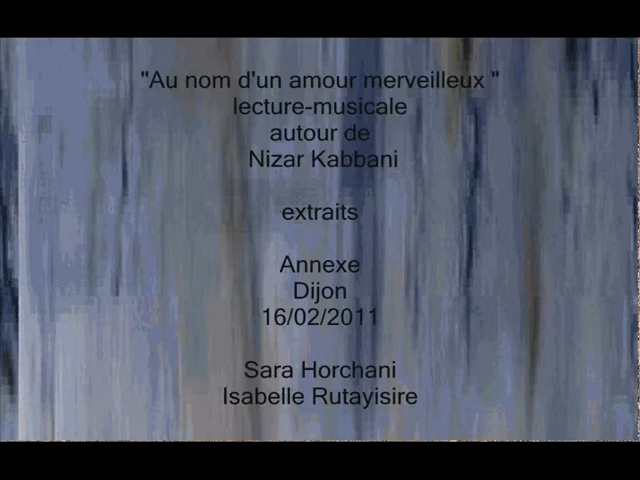 "Au nom d'un amour merveilleux "
lecture-musicale
autour de
Nizar Kabbani
extraits
Annexe
Dijon
16/02/2011
Sara Horchani
Isabelle Rutayisire